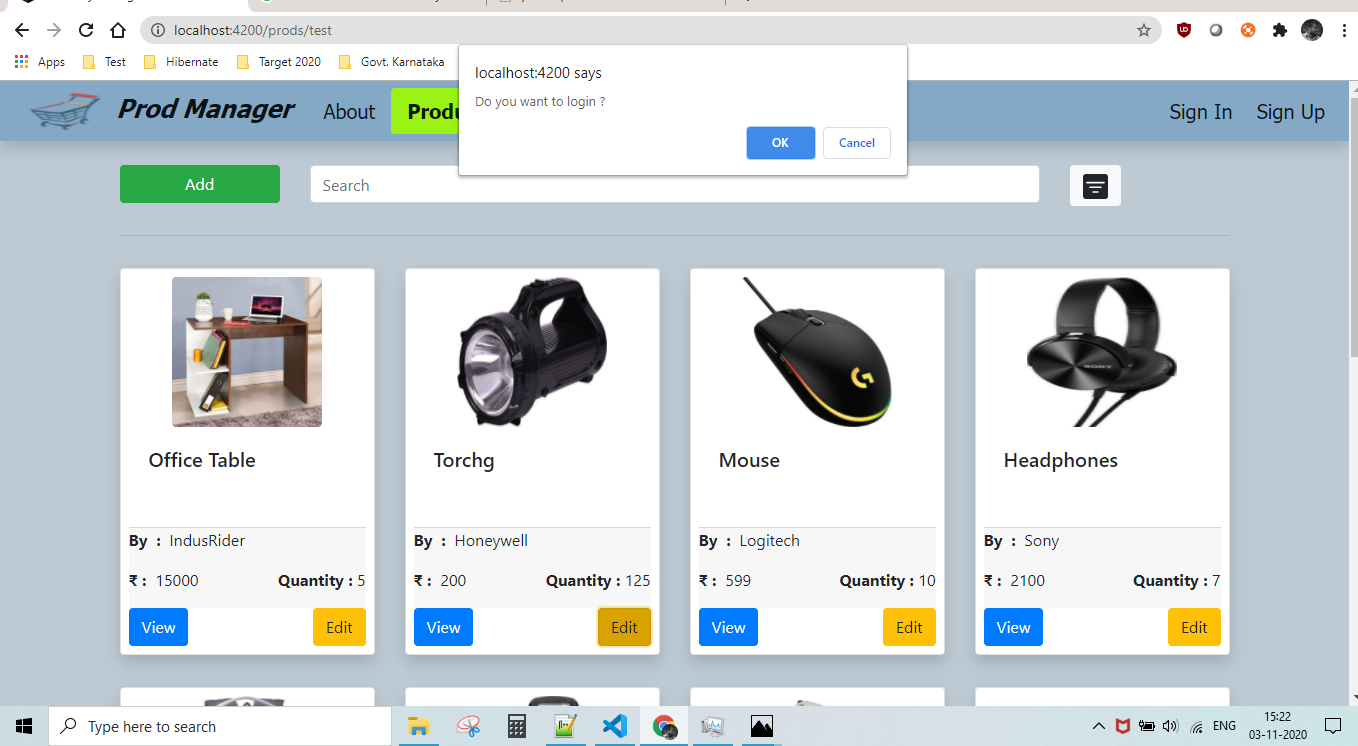 localhost:4200/prods/test
Apps Test Hibernate Target 2020 Govt. Karnataka
localhost:4200 says
Do you want to login ?
OK Cancel
Prod Manager About Produ Sign In Sign Up
Add Search
Office Table Torchg Mouse Headphones
By : IndusRider By : Honeywell By : Logitech By : Sony
₹ : 15000 Quantity : 5 ₹ : 200 Quantity : 125 ₹ : 599 Quantity : 10 ₹ : 2100 Quantity : 7
View Edit View Edit View Edit View Edit
Type here to search ENG 15:22
03-11-2020